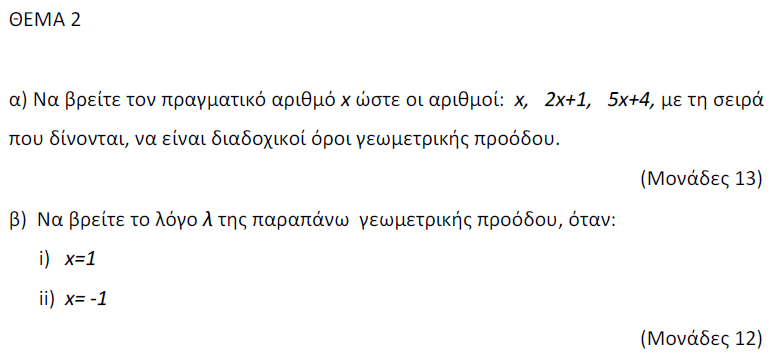 ΘΕΜΑ 2
α) Να βρείτε τον πραγματικό αριθμό x ώστε οι αριθμοί: x, 2x+1, 5x+4, με τη σειρά
που δίνονται, να είναι διαδοχικοί όροι γεωμετρικής προόδου.
(Μονάδες 13)
β) Να βρείτε το λόγο λ της παραπάνω γεωμετρικής προόδου, όταν:
i) x=1
ii) x= -1
(Μονάδες 12)